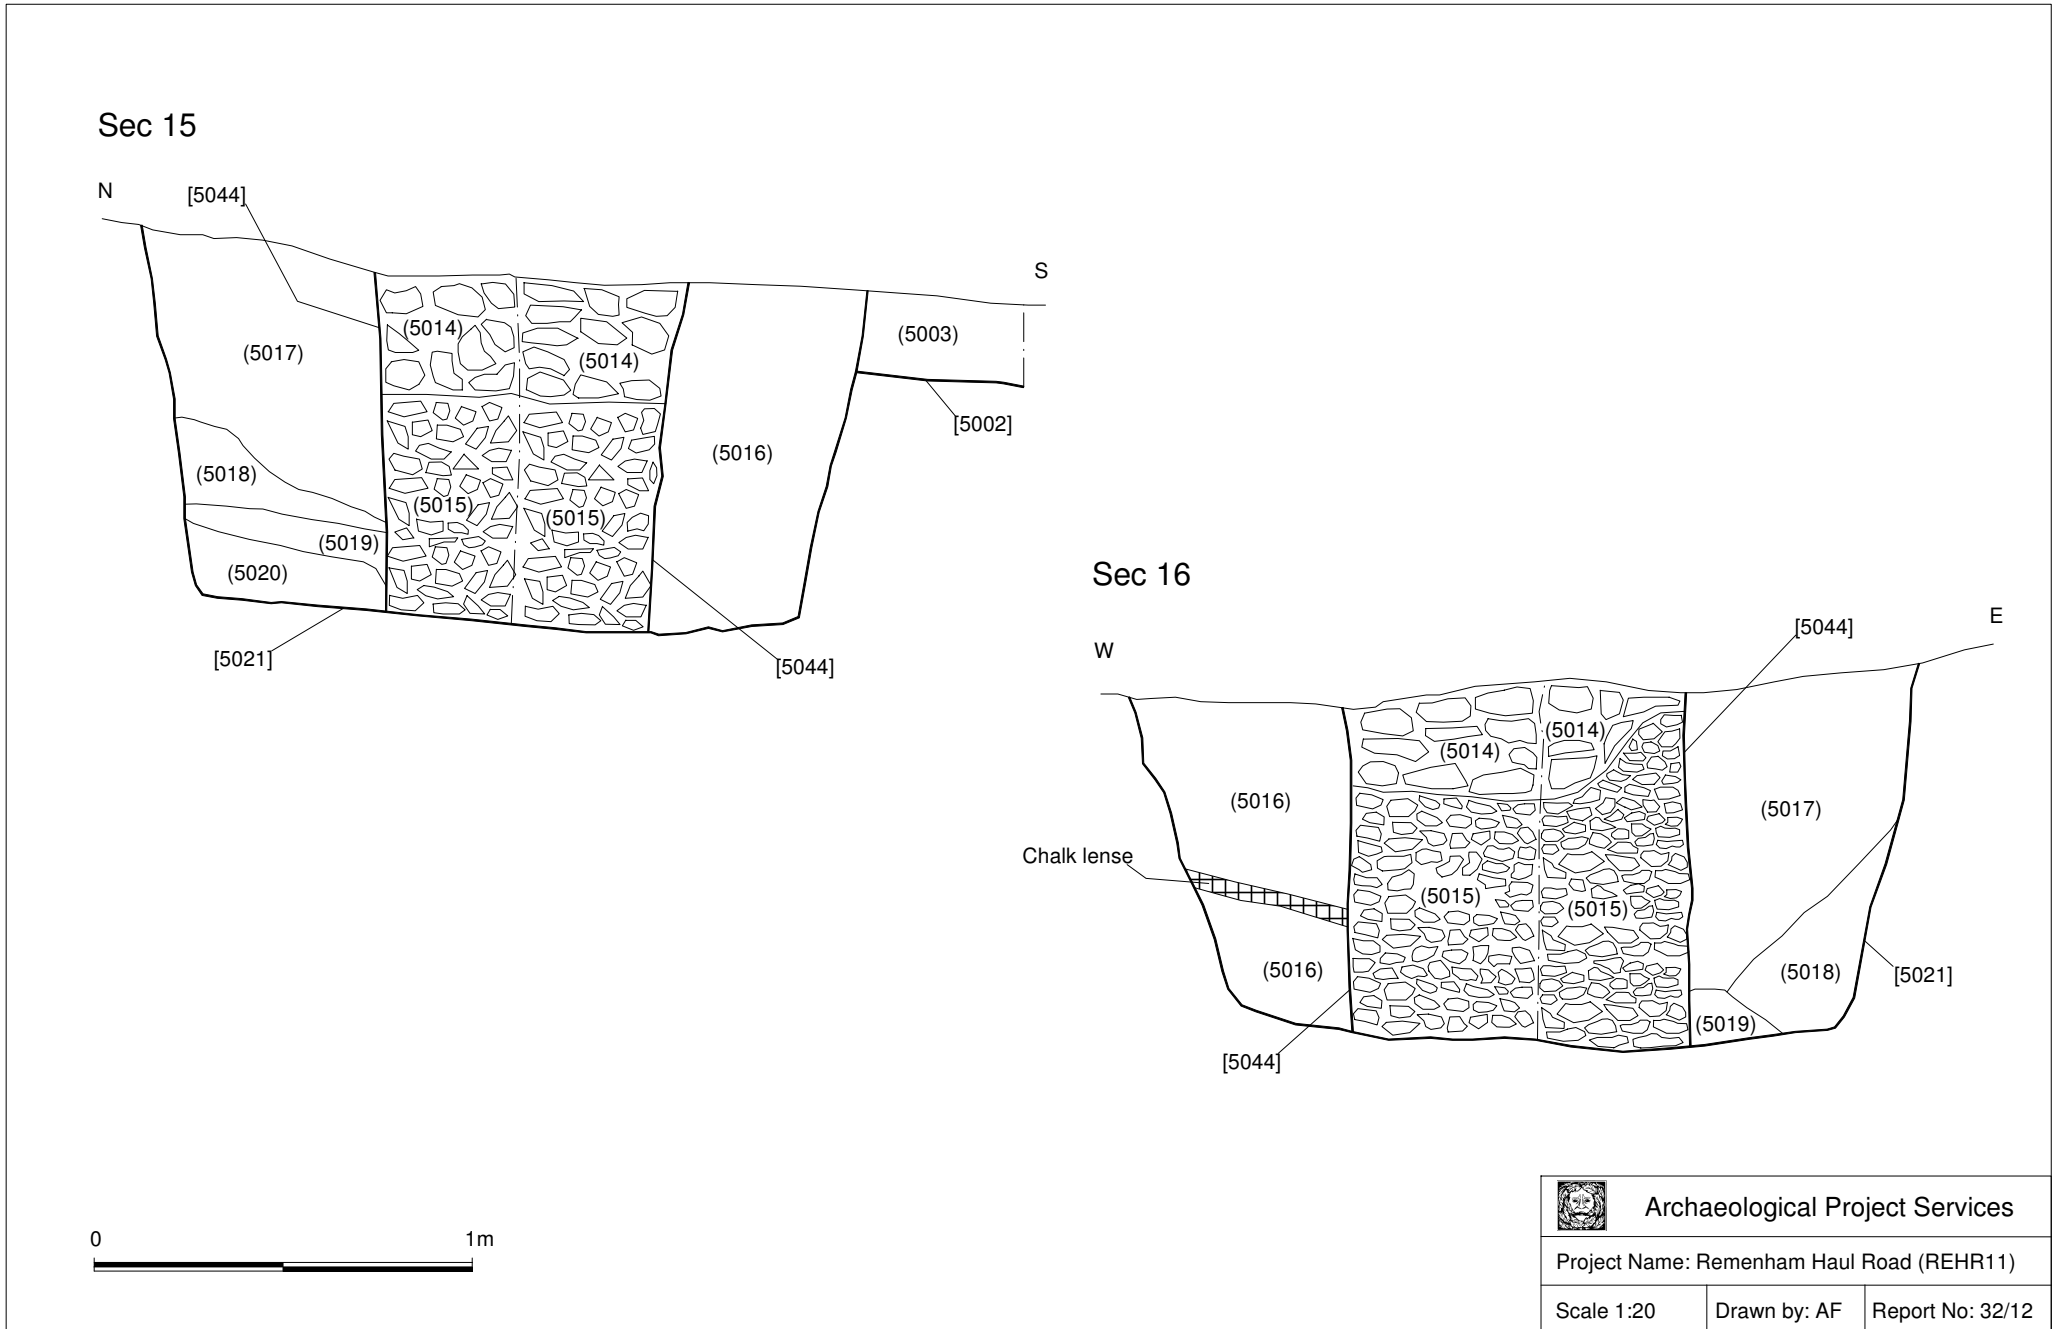 Sec 15
N
[5044]
S
(5014)
(5003)
(5017)
(5014)
[5002]
(5016)
(5018)
(5015)
(5015)
(5019)
(5020)
[5021]
[5044]
Sec 16
E
[5044]
W
(5014)
(5014)
(5016)
(5017)
Chalk lense
(5015)
(5015)
(5016)
(5018)
[5021]
(5019)
[5044]
0 1m
Archaeological Project Services
Project Name: Remenham Haul Road (REHR11)
Scale 1:20 Drawn by: AF Report No: 32/12